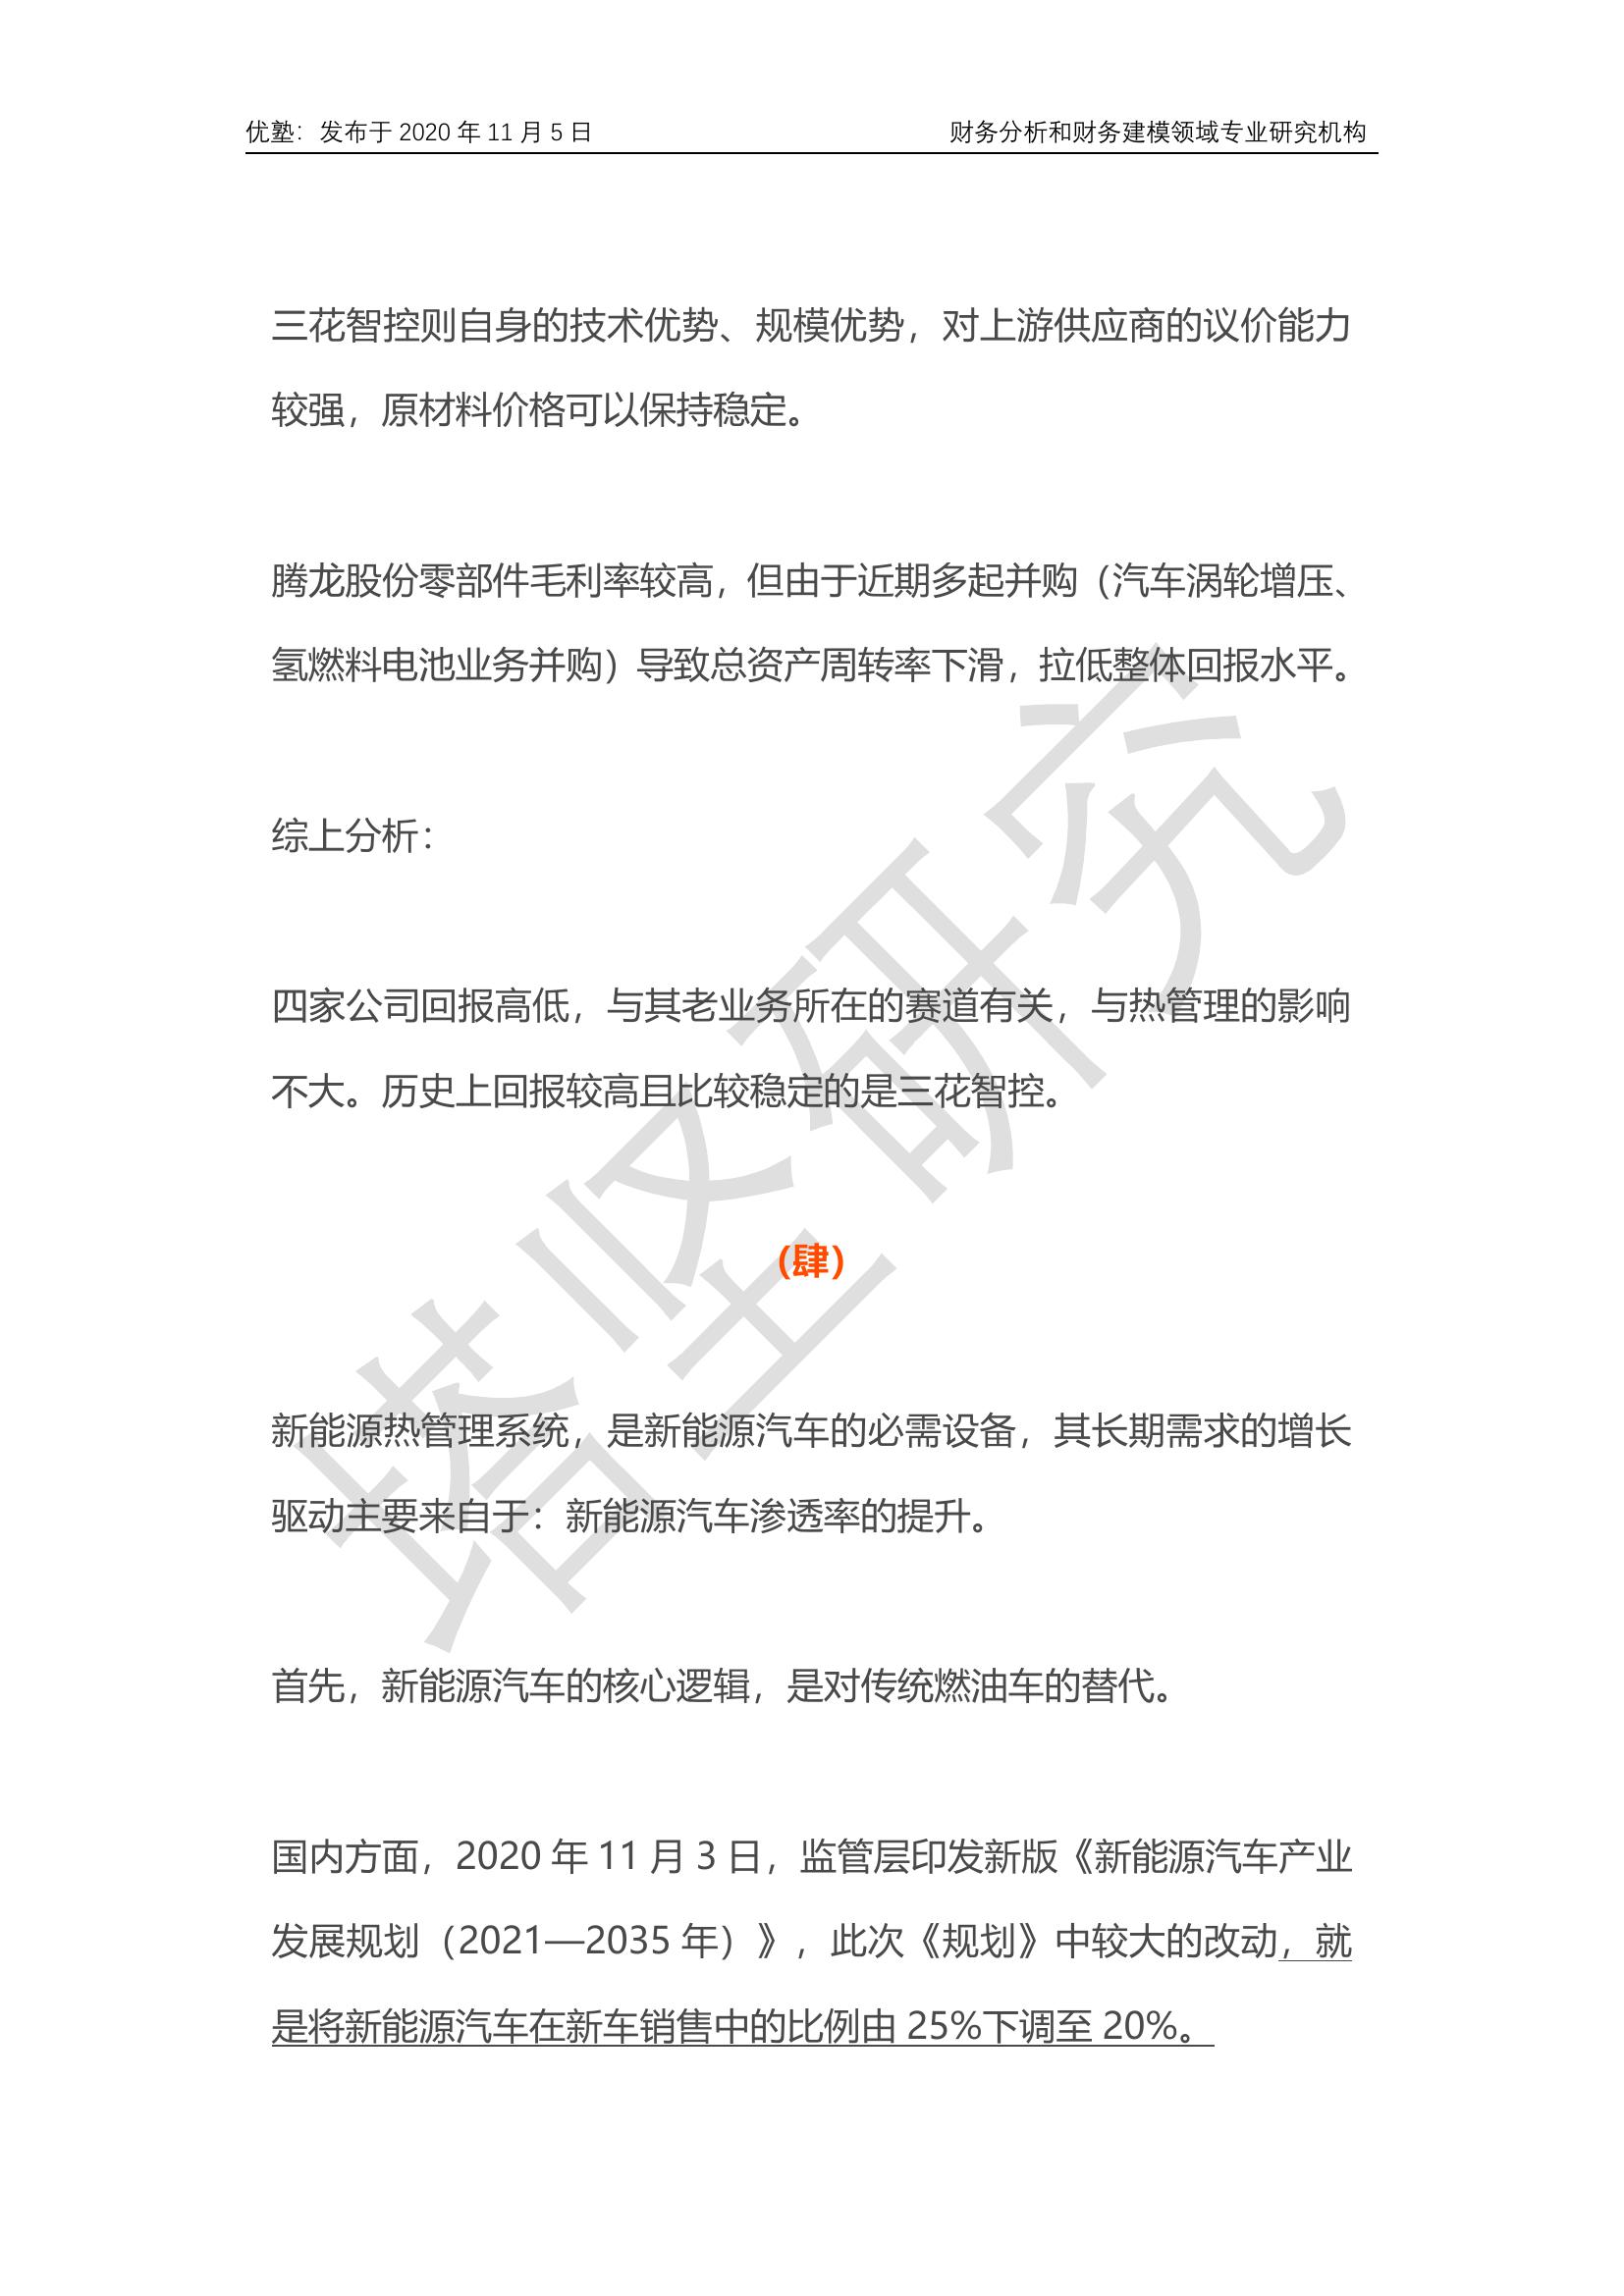 优塾：发布于 2020 年 11 月 5 日 财务分析和财务建模领域专业研究机构
三花智控则自身的技术优势、规模优势，对上游供应商的议价能力
较强，原材料价格可以保持稳定。
腾龙股份零部件毛利率较高，但由于近期多起并购（汽车涡轮增压、
氢燃料电池业务并购）导致总资产周转率下滑，拉低整体回报水平。
综上分析：
四家公司回报高低，与其老业务所在的赛道有关，与热管理的影响
不大。历史上回报较高且比较稳定的是三花智控。
（肆）
新能源热管理系统，是新能源汽车的必需设备，其长期需求的增长
驱动主要来自于：新能源汽车渗透率的提升。
首先，新能源汽车的核心逻辑，是对传统燃油车的替代。
国内方面，2020 年 11 月 3 日，监管层印发新版《新能源汽车产业
发展规划（2021—2035 年）》，此次《规划》中较大的改动，就
是将新能源汽车在新车销售中的比例由 25%下调至 20%。
塔坚研究